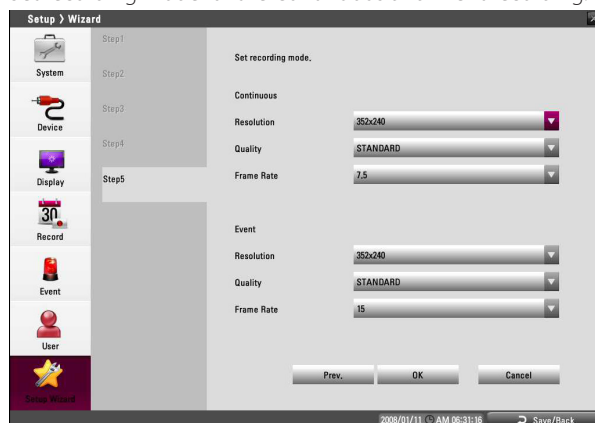 Setup > Wizard
Step1
System
Set recording mode.
Step2
Continuous
Step3
Device
Resolution 352x240
Step4
Quality STANDARD
Display
Step5
Frame Rate 7.5
30
Record
Event
Resolution 352x240
Event
Quality STANDARD
Frame Rate 15
User
Prev. OK Cancel
Setup Wizard
2008/01/11 AM 06:31:16 Save/Back